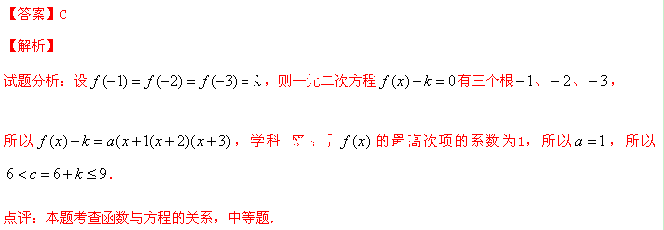 【答案】C
【解析】
试题分析：设 f(-1)=f(-2)=f(-3)=k，则一元二次方程 f(x)-k=0有三个根-1、-2、-3，
所以 f(x)-k=a(x+1(x+2)(x+3)，学科 f(x) 的最高次项的系数为1，所以a=1，所以
6<c=6+k≤9．
点评：本题考查函数与方程的关系，中等题．